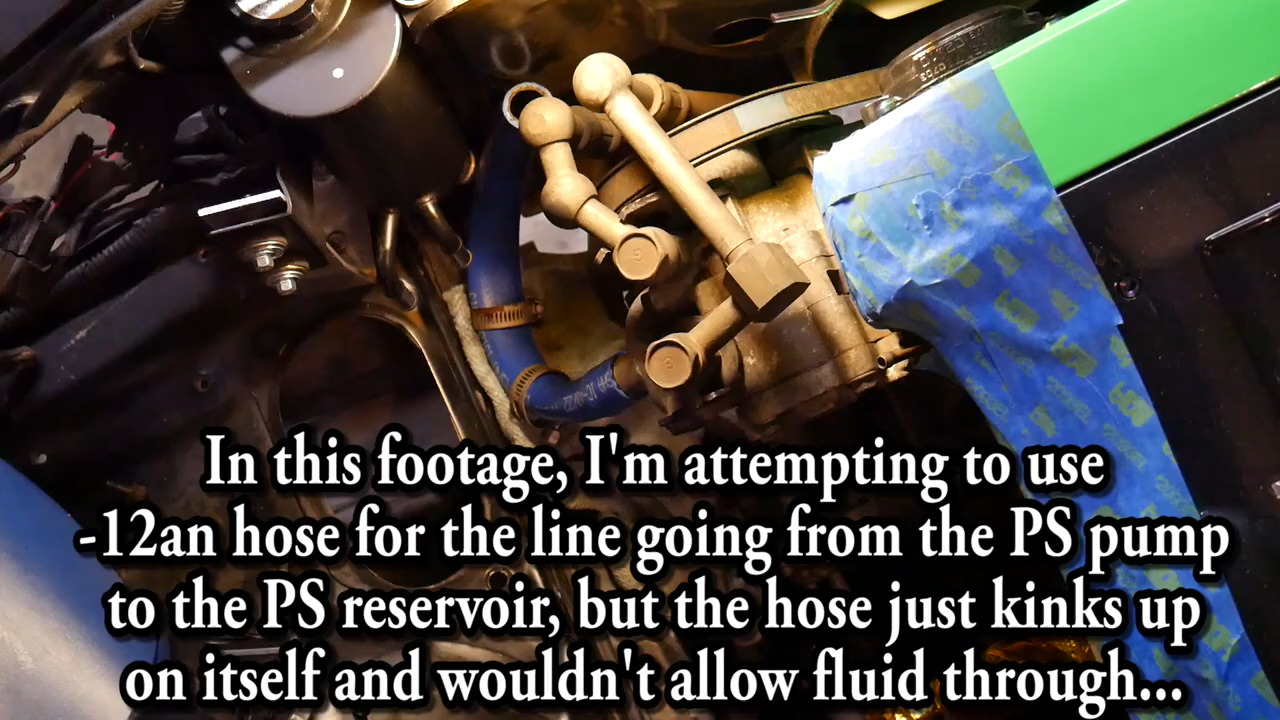 In this footage, I'm attempting to use
-12an hose for the line going from the PS pump
to the PS reservoir, but the hose just kinks up
on itself and wouldn't allow fluid through...